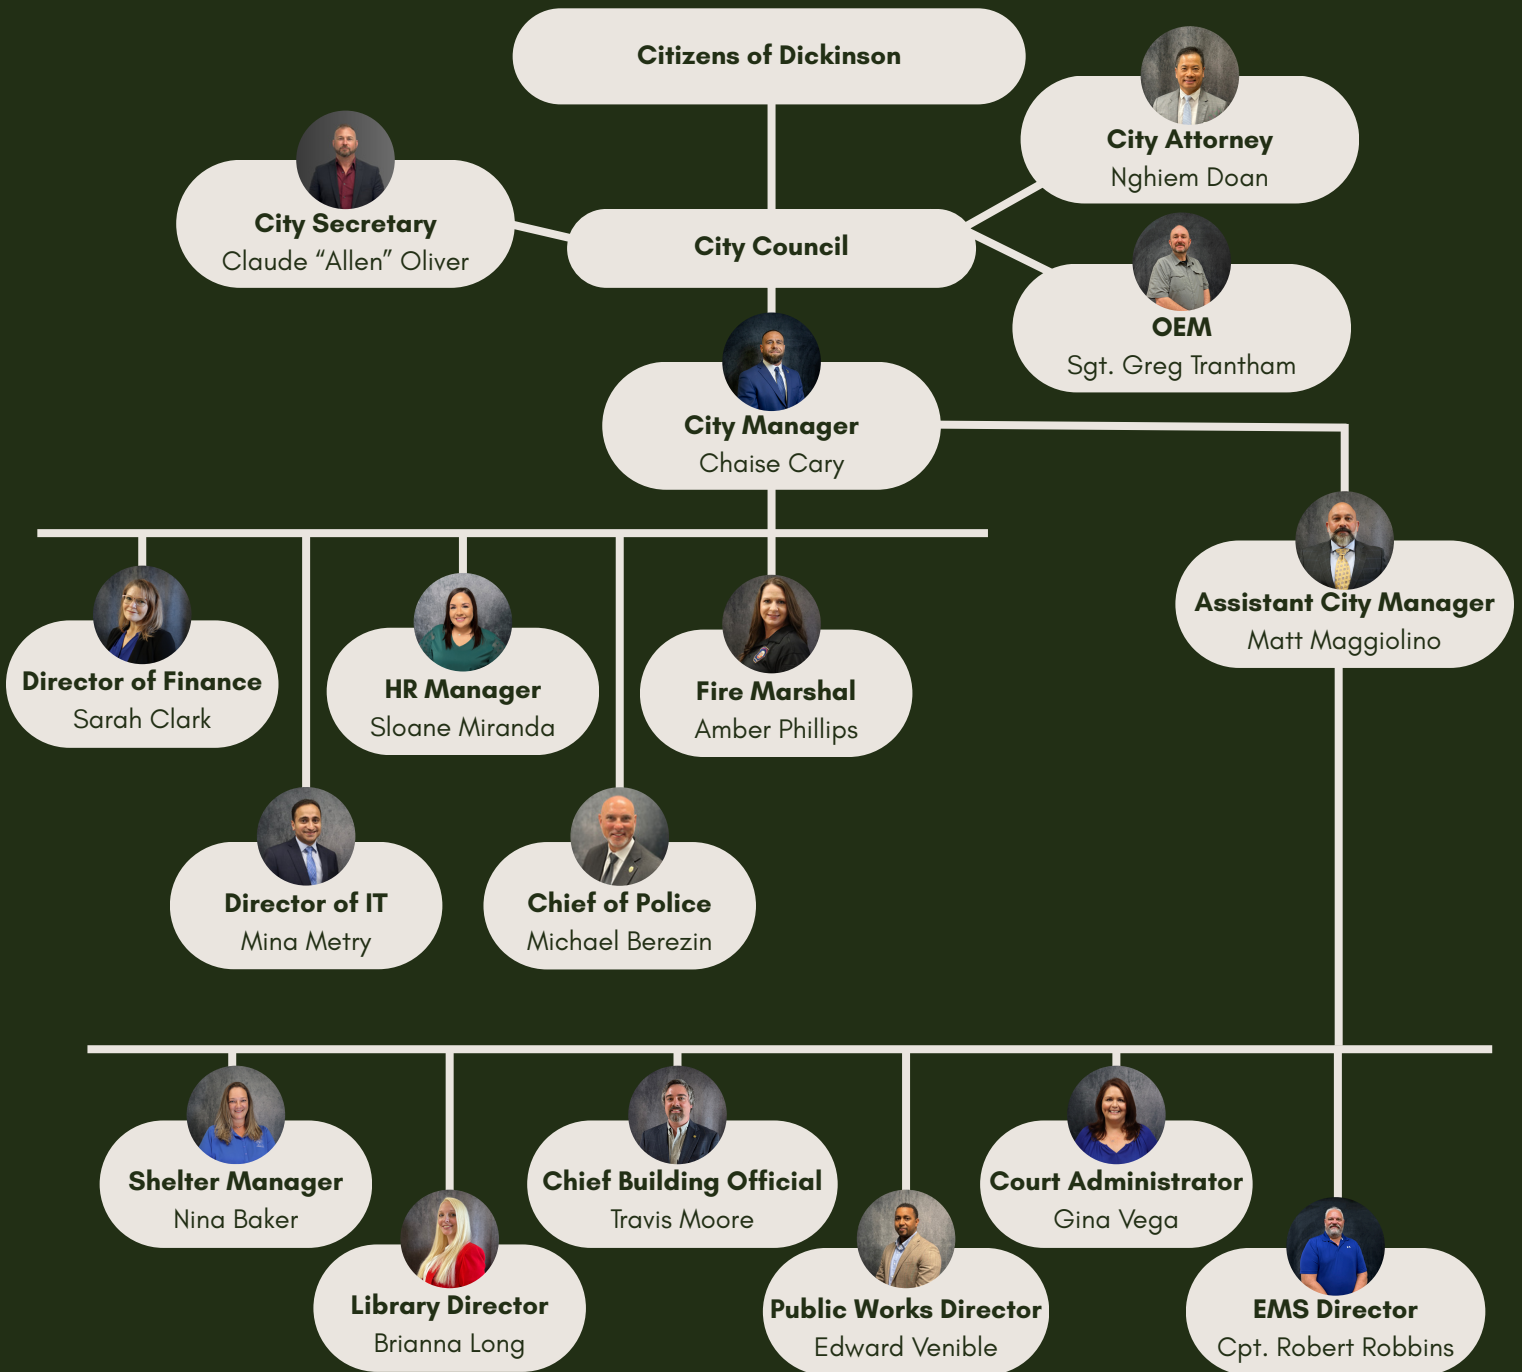 Citizens of Dickinson
City Attorney
Nghiem Doan
City Secretary
Claude “Allen” Oliver
City Council
OEM
Sgt. Greg Trantham
City Manager
Chaise Cary
Assistant City Manager
Matt Maggiolino
Director of Finance
Sarah Clark
HR Manager
Sloane Miranda
Fire Marshal
Amber Phillips
Director of IT
Mina Metry
Chief of Police
Michael Berezin
Shelter Manager
Nina Baker
Chief Building Official
Travis Moore
Court Administrator
Gina Vega
Library Director
Brianna Long
Public Works Director
Edward Venible
EMS Director
Cpt. Robert Robbins